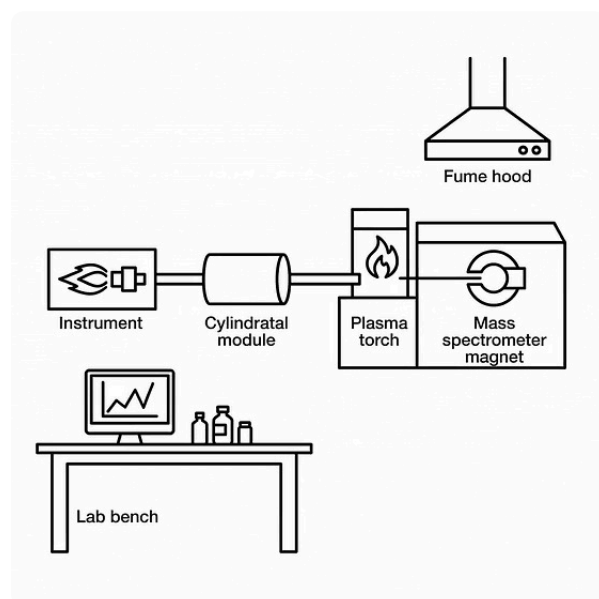 Fume hood
Instrument
Cylindratal
module
Plasma
torch
Mass
spectrometer
magnet
Lab bench